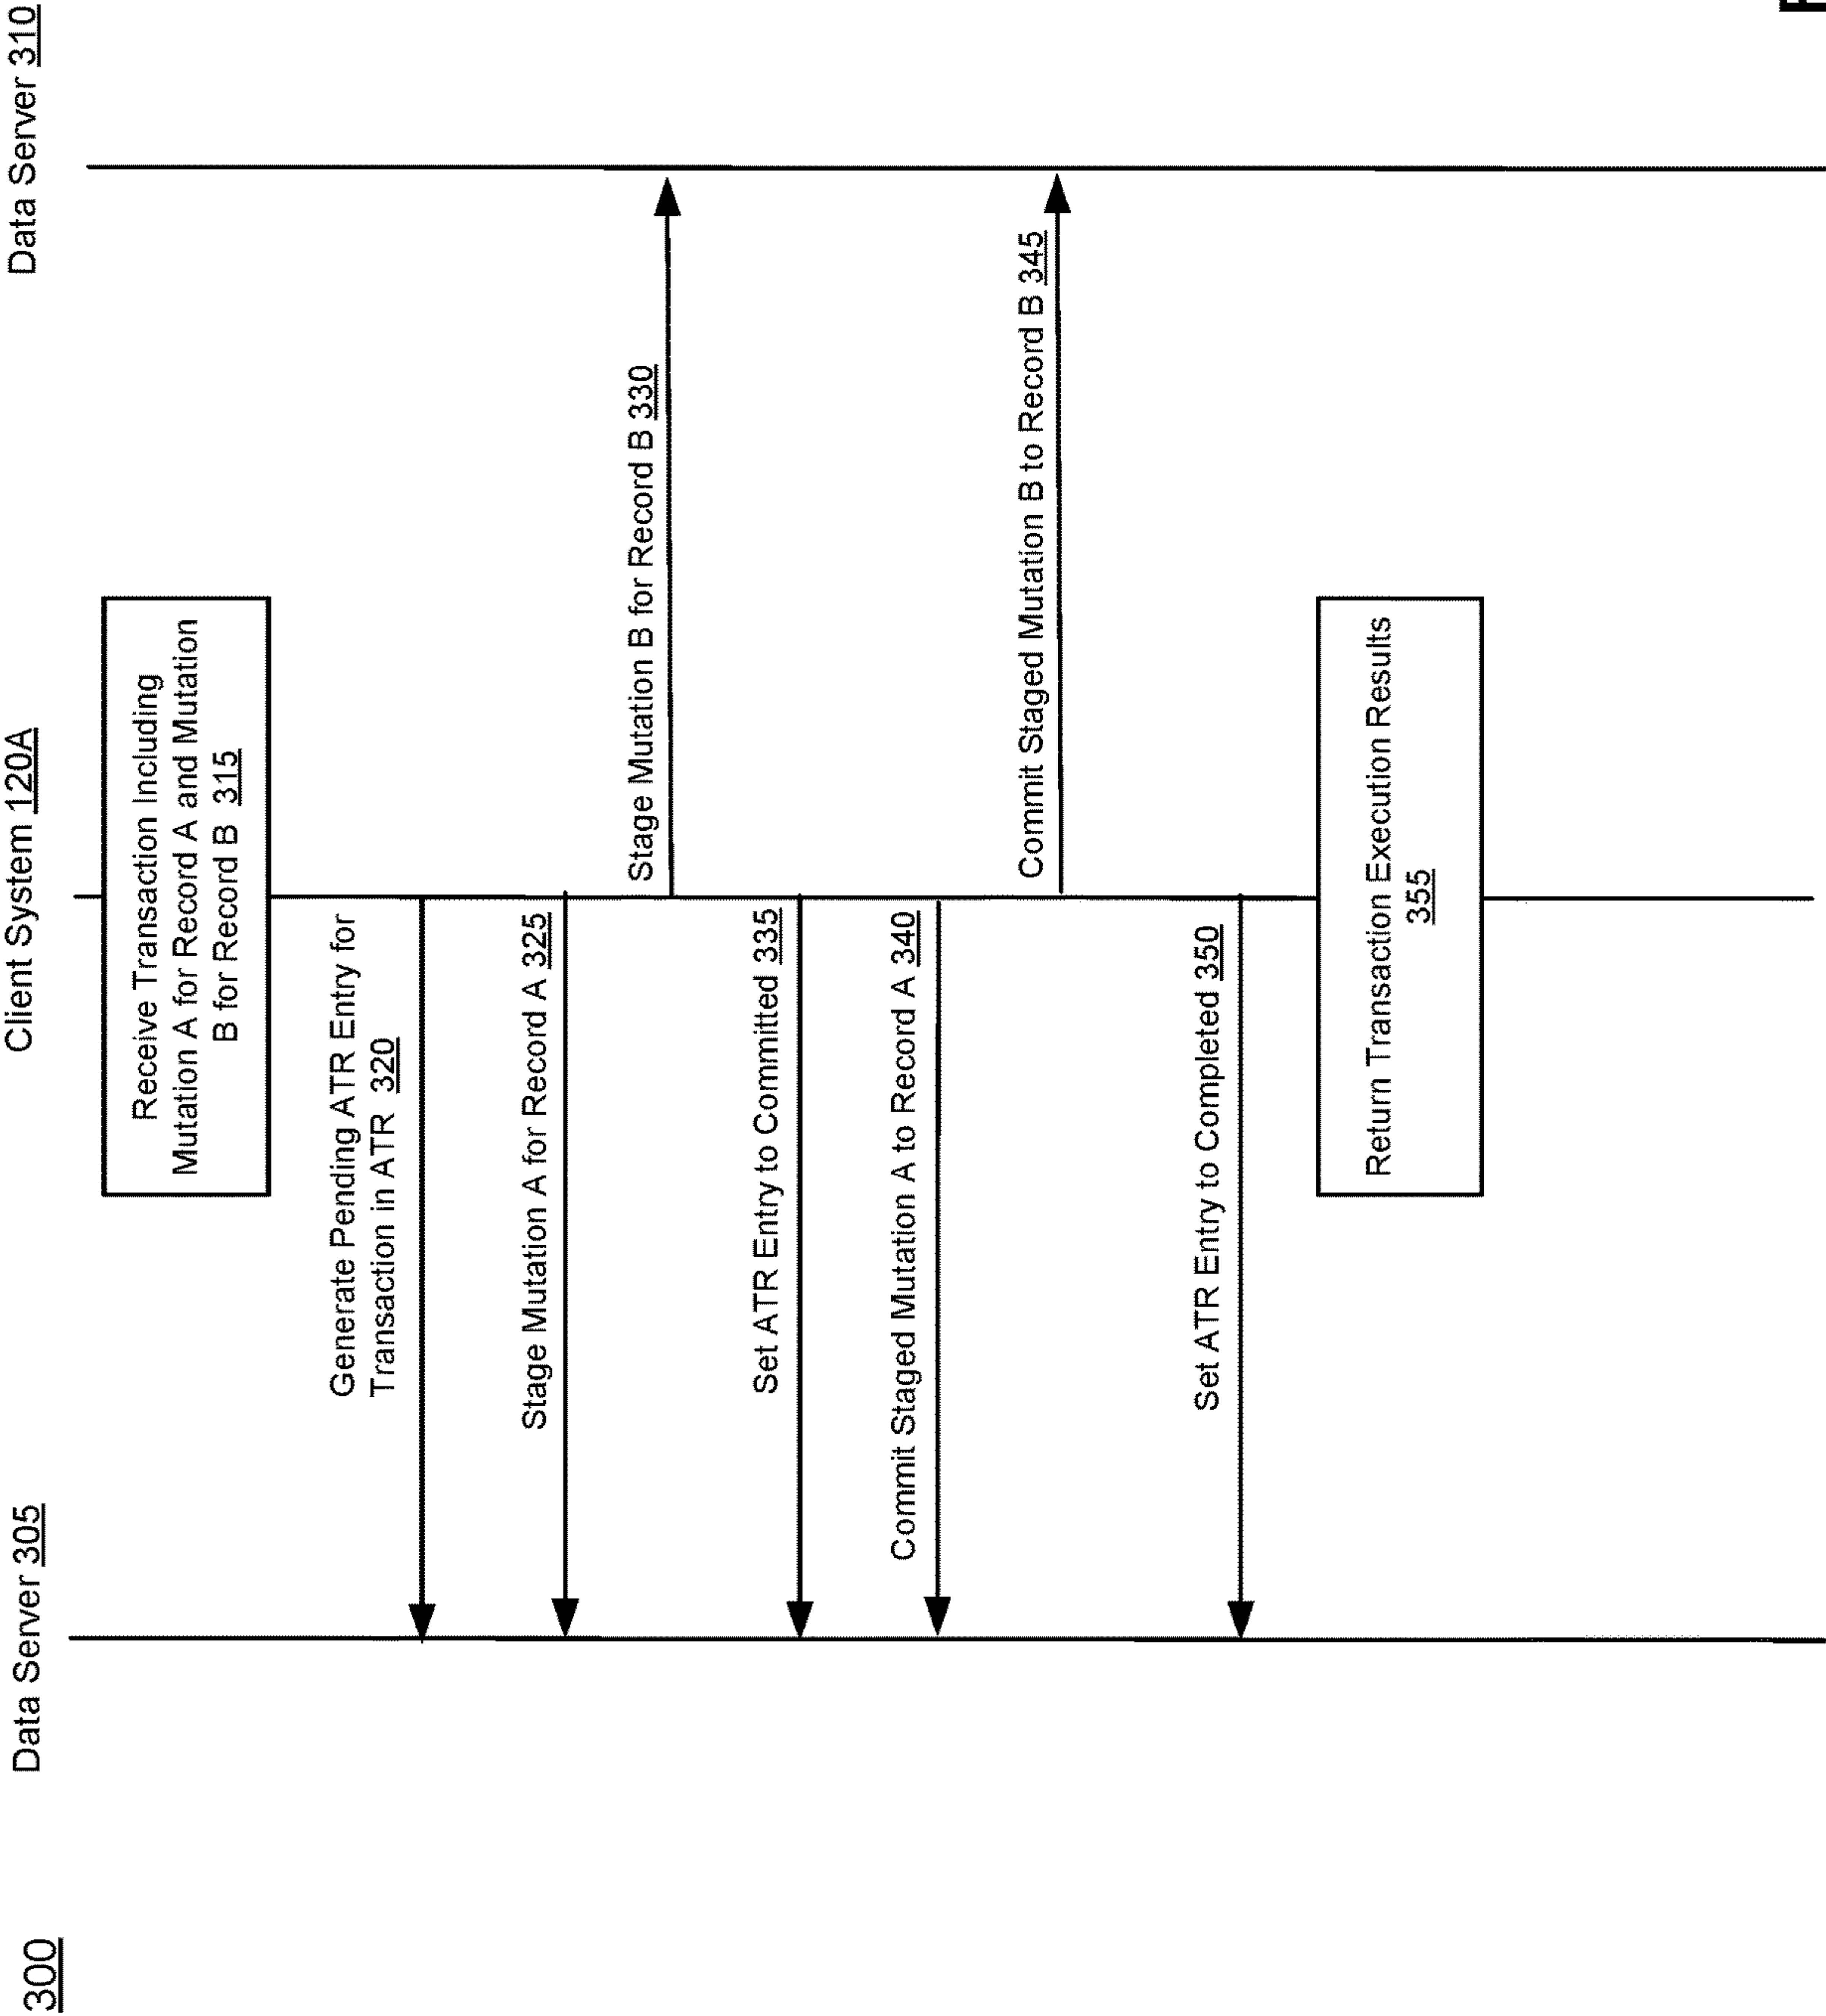 300
Data Server 305
Client System 120A
Data Server 310
Receive Transaction Including
Mutation A for Record A and Mutation
B for Record B 315
Generate Pending ATR Entry for
Transaction in ATR 320
Stage Mutation A for Record A 325
Stage Mutation B for Record B 330
Set ATR Entry to Committed 335
Commit Staged Mutation A to Record A 340
Commit Staged Mutation B to Record B 345
Set ATR Entry to Completed 350
Return Transaction Execution Results
355